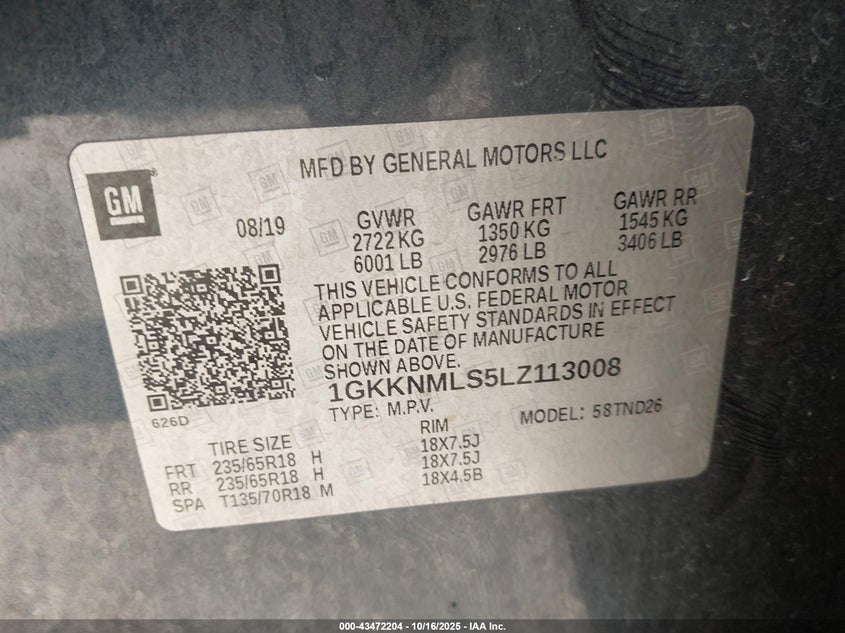 MFD BY GENERAL MOTORS LLC
GM
08/19
GVWR
2722 KG
6001 LB
GAWR FRT
1350 KG
2976 LB
GAWR RR
1545 KG
3406 LB
THIS VEHICLE CONFORMS TO ALL
APPLICABLE U.S. FEDERAL MOTOR
VEHICLE SAFETY STANDARDS IN EFFECT
ON THE DATE OF MANUFACTURE
SHOWN ABOVE.
1GKKNMLS5LZ113008
626D
TYPE: M.P.V.
MODEL: 58TND26
TIRE SIZE
RIM
FRT 235/65R18 H 18X7.5J
RR 235/65R18 H 18X7.5J
SPA T135/70R18 M 18X4.5B
000-43472204 - 10/16/2025 - IAA Inc.